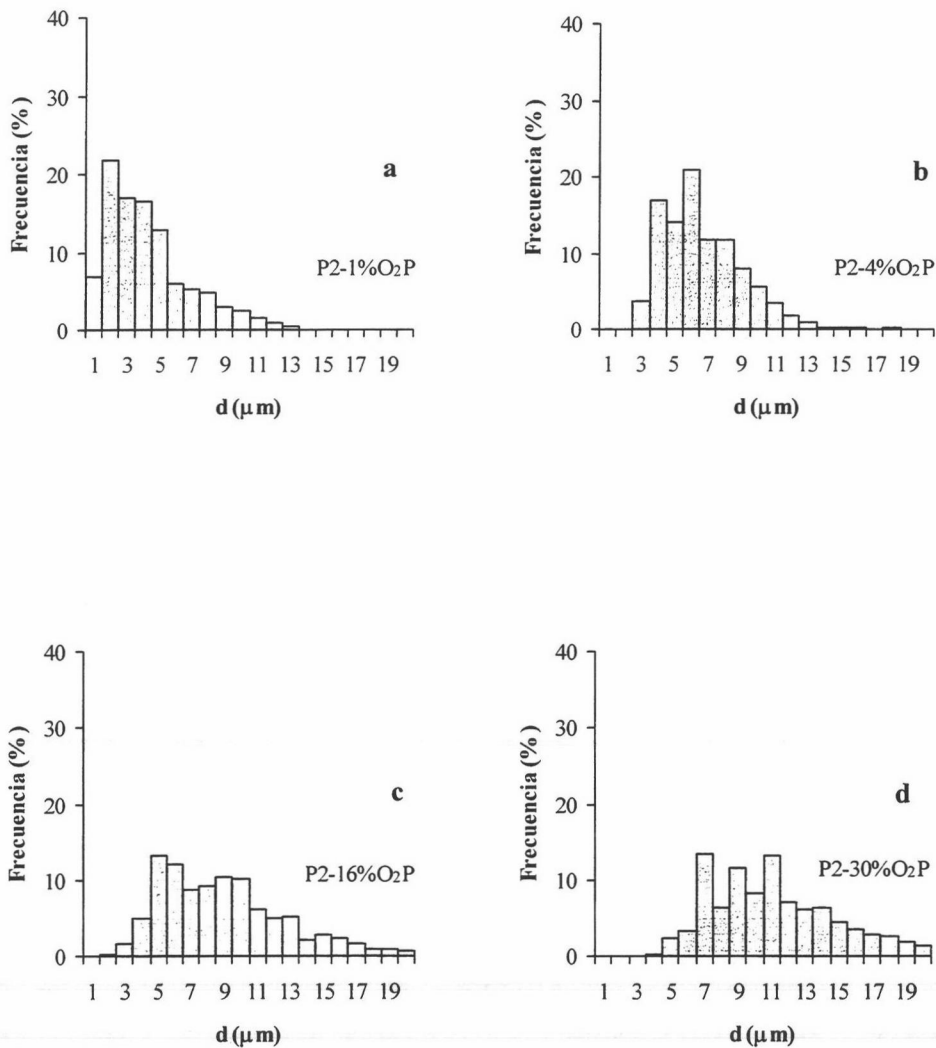 40
30
20
10
0
Frecuencia (%)
a
P2-1%O₂P
1 3 5 7 9 11 13 15 17 19
d (μm)
40
30
20
10
0
Frecuencia (%)
b
P2-4%O₂P
1 3 5 7 9 11 13 15 17 19
d (μm)
40
30
20
10
0
Frecuencia (%)
c
P2-16%O₂P
1 3 5 7 9 11 13 15 17 19
d (μm)
40
30
20
10
0
Frecuencia (%)
d
P2-30%O₂P
1 3 5 7 9 11 13 15 17 19
d (μm)